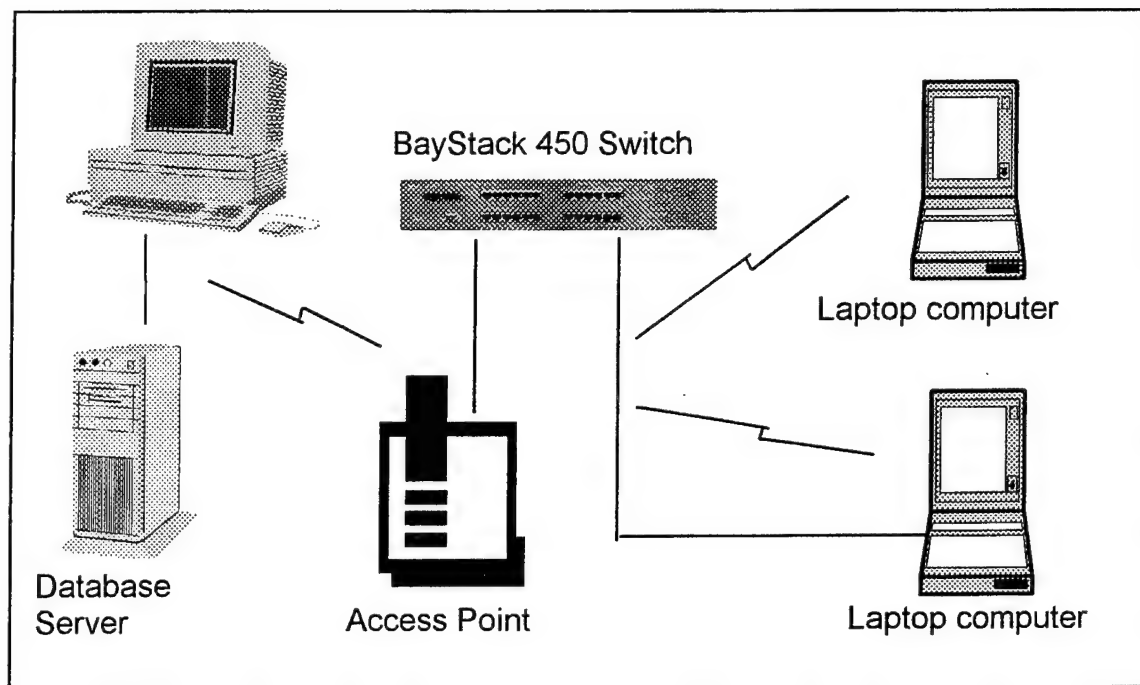 BayStack 450 Switch
Laptop computer
Database
Server
Access Point
Laptop computer